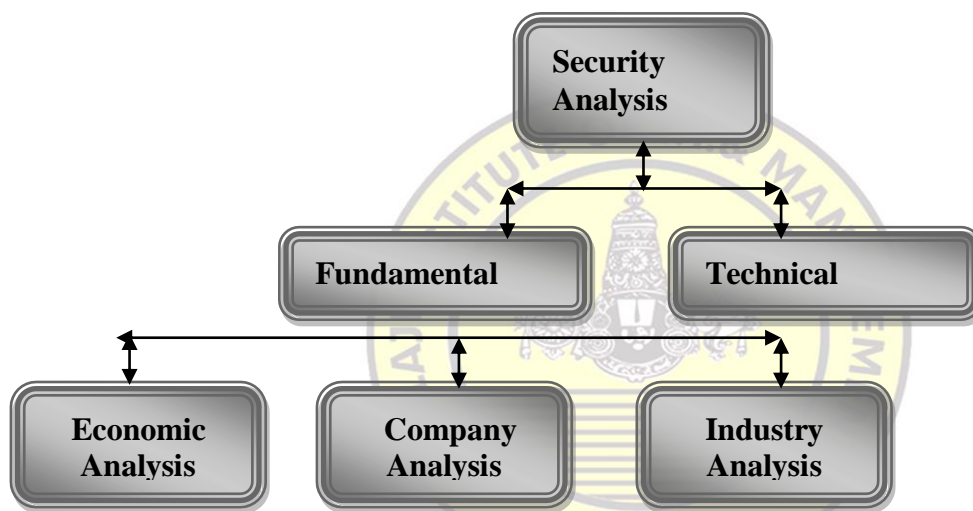 Security
Analysis
Fundamental
Technical
Economic
Analysis
Company
Analysis
Industry
Analysis